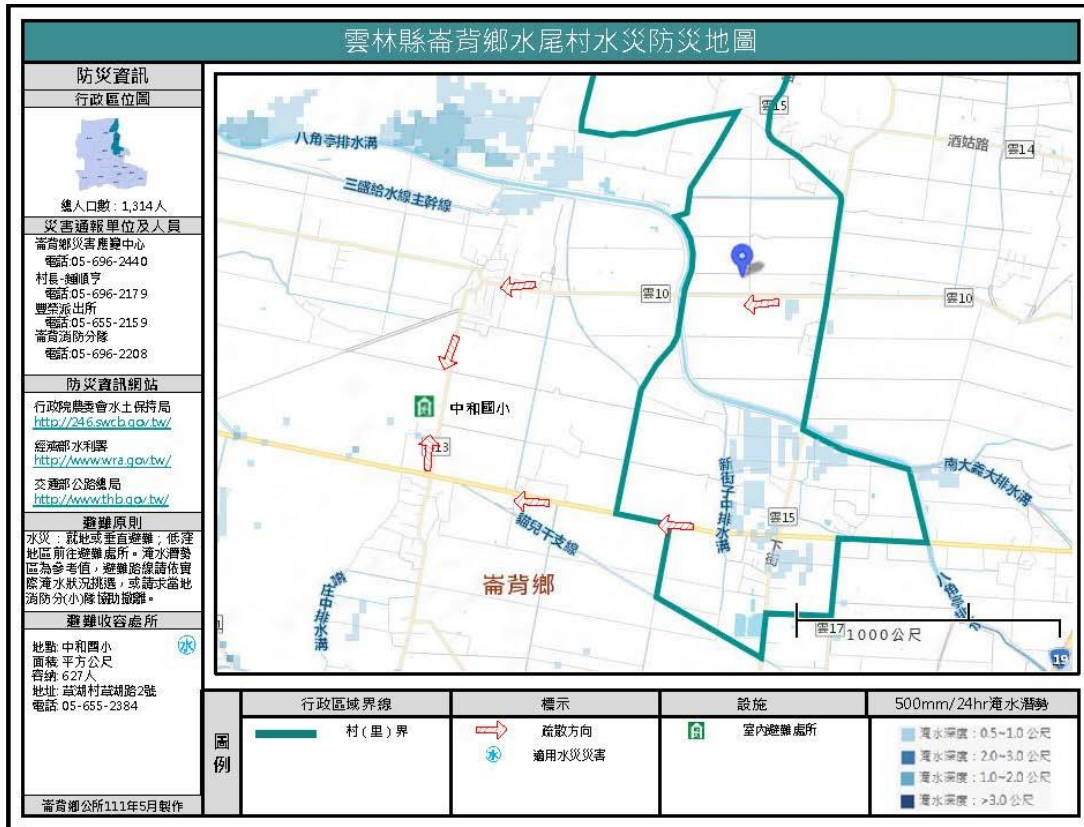 雲林縣崙背鄉水尾村水災防災地圖
防災資訊
行政區位圖
總人口數：1,314人
災害通報單位及人員
崙背鄉災害應變中心
電話:05-696-2440
電話:05-696-2179
豐榮派出所
電話:05-655-2159
崙背消防分隊
電話:05-696-2208
防災資訊網站
行政院農委會水土保持局
http://246.swcb.gov.tw/
經濟部水利署
http://www.wra.gov.tw/
交通部公路總局
http://www.thb.gov.tw/
避難原則
水災：就地或垂直避難；低窪
地區前往避難處所。淹水潛勢
區為參考值，避難路線請依實
際淹水狀況挑選，或請求當地
消防分(小)隊協助撤離。
避難收容處所
地點:中和國小
水
面積:平方公尺
容納:627人
地址:草湖村草湖路2號
電話:05-655-2384
崙背鄉公所111年5月製作
雲15
酒姑路
雲14
八角亭排水溝
三盛給水線主幹線
雲10
雲10
中和國小
13
新街子中排水溝
南大義大排水溝
貓兒干支線
雲15
下街
崙背鄉
庄中排水溝
八角亭排水
雲17
1000公尺
19
圖例
行政區域界線
村(里)界
標示
疏散方向
水
適用水災災害
設施
室內避難處所
500mm/24hr淹水潛勢
淹水深度：0.5~1.0 公尺
淹水深度：2.0~3.0 公尺
淹水深度：1.0~2.0 公尺
淹水深度：>3.0 公尺